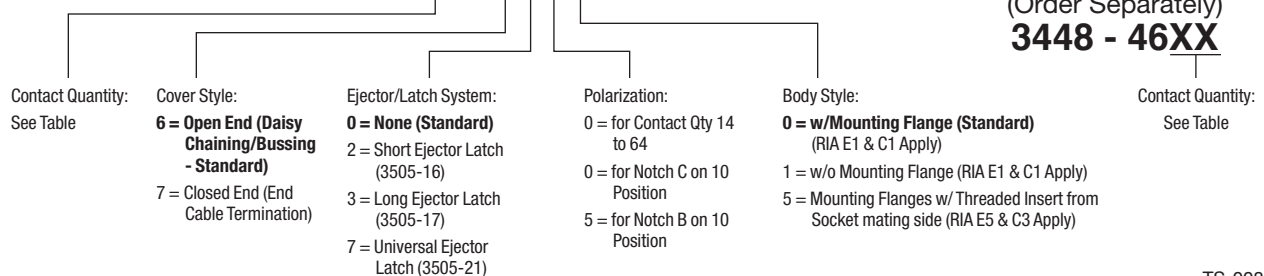 (Order Separately)
3448 - 46XX
Contact Quantity:
See Table
Cover Style:
6 = Open End (Daisy
Chaining/Bussing
- Standard)
7 = Closed End (End
Cable Termination)
Ejector/Latch System:
0 = None (Standard)
2 = Short Ejector Latch
(3505-16)
3 = Long Ejector Latch
(3505-17)
7 = Universal Ejector
Latch (3505-21)
Polarization:
0 = for Contact Qty 14
to 64
0 = for Notch C on 10
Position
5 = for Notch B on 10
Position
Body Style:
0 = w/Mounting Flange (Standard)
(RIA E1 & C1 Apply)
1 = w/o Mounting Flange (RIA E1 & C1 Apply)
5 = Mounting Flanges w/ Threaded Insert from
Socket mating side (RIA E5 & C3 Apply)
Contact Quantity:
See Table